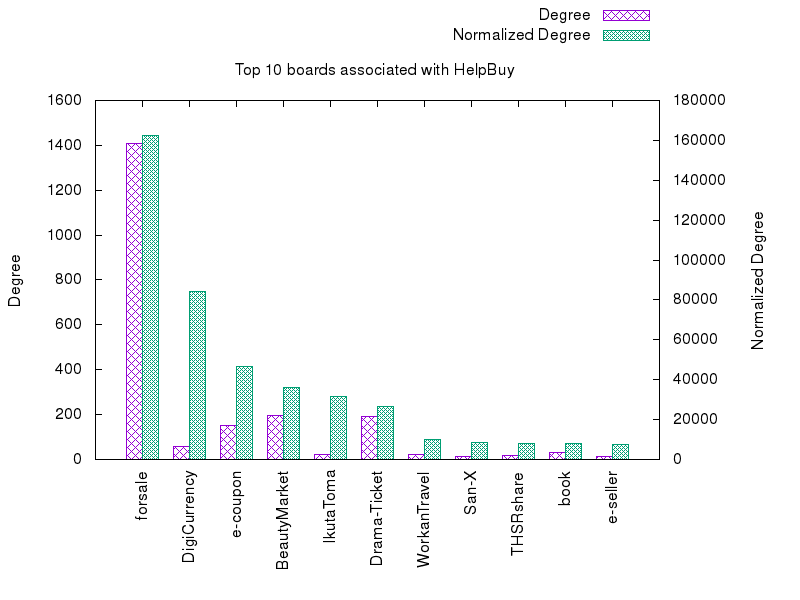 Degree
Normalized Degree
Top 10 boards associated with HelpBuy
1600
1400
1200
1000
800
600
400
200
0
180000
160000
140000
120000
100000
80000
60000
40000
20000
0
Degree
Normalized Degree
forsale
DigiCurrency
e-coupon
BeautyMarket
IkutaToma
Drama-Ticket
WorkanTravel
San-X
THSRshare
book
e-seller